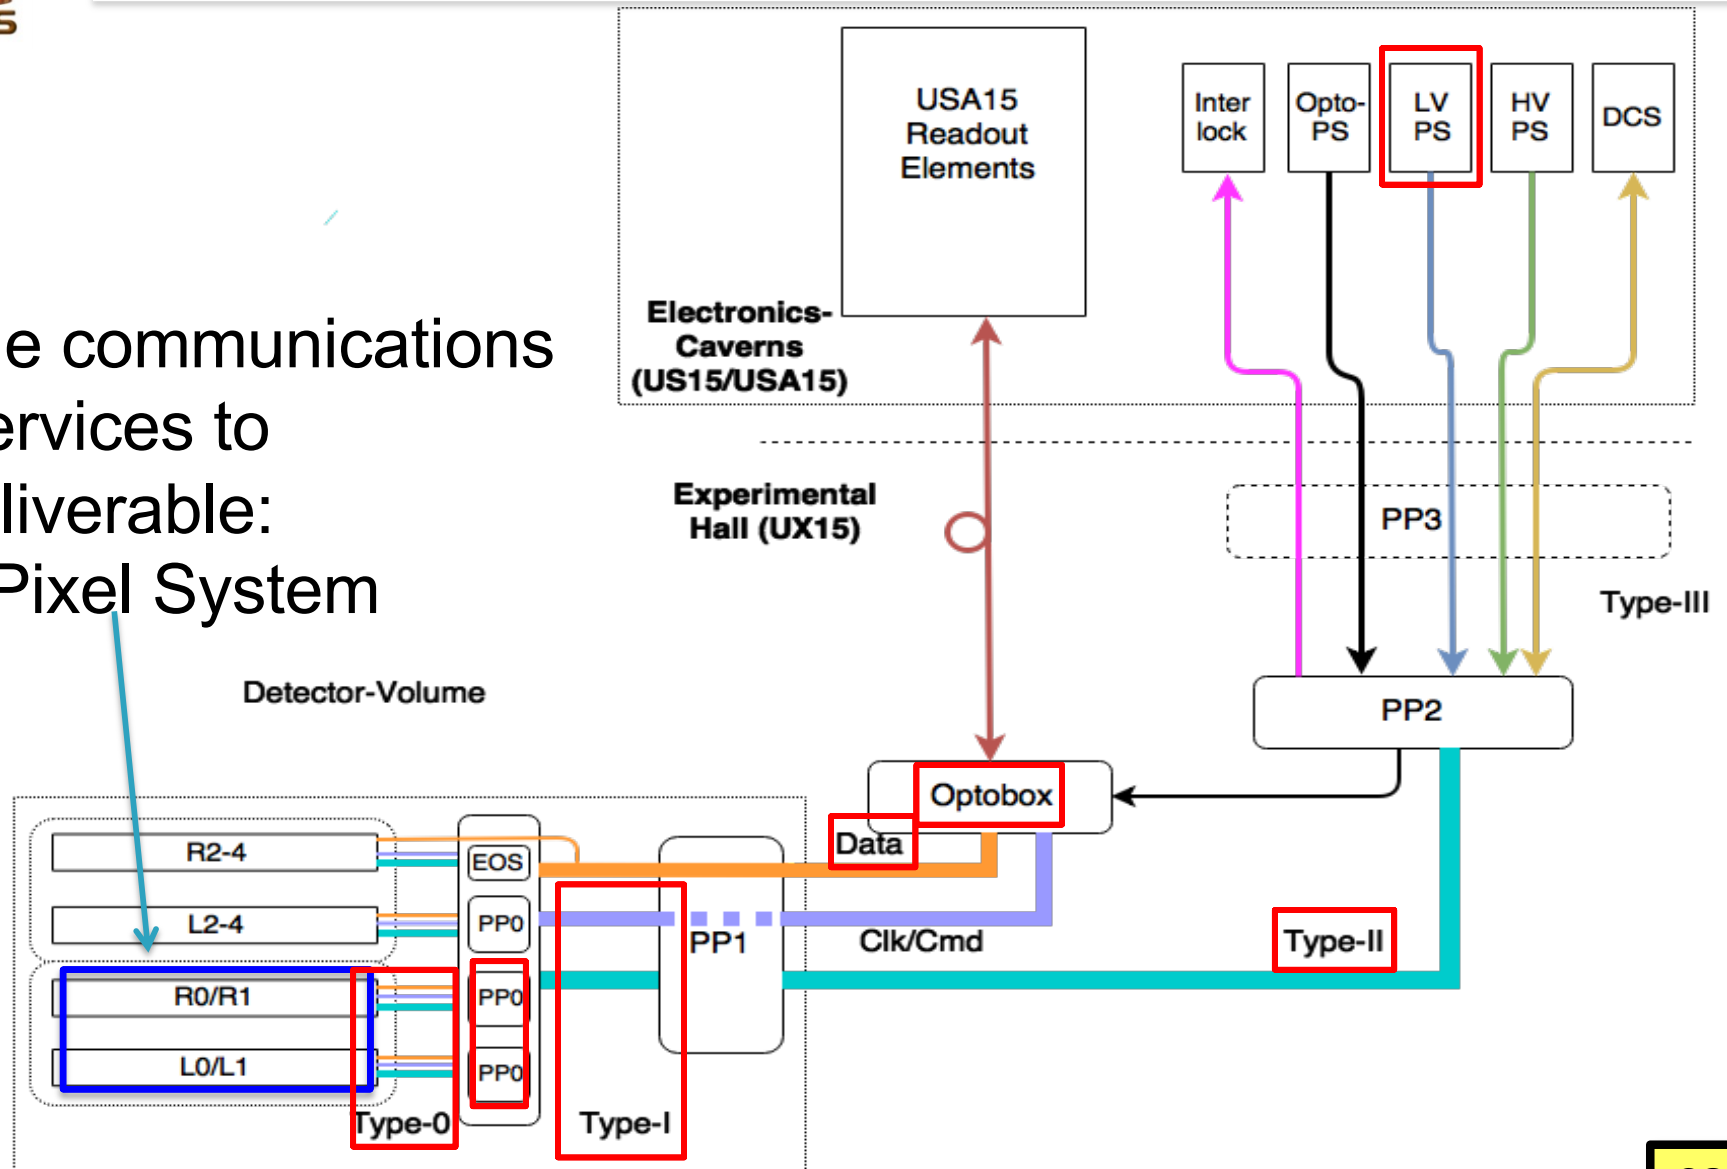 USA15
Readout
Elements
Inter
lock
Opto-
PS
LV
PS
HV
PS
DCS
Electronics-
Caverns
(US15/USA15)
e communications
ervices to
liverable:
Pixel System
Experimental
Hall (UX15)
PP3
Type-III
Detector-Volume
PP2
Optobox
Data
R2-4
EOS
L2-4
PP0
PP1
Clk/Cmd
Type-II
R0/R1
PP0
L0/L1
PP0
Type-0
Type-I